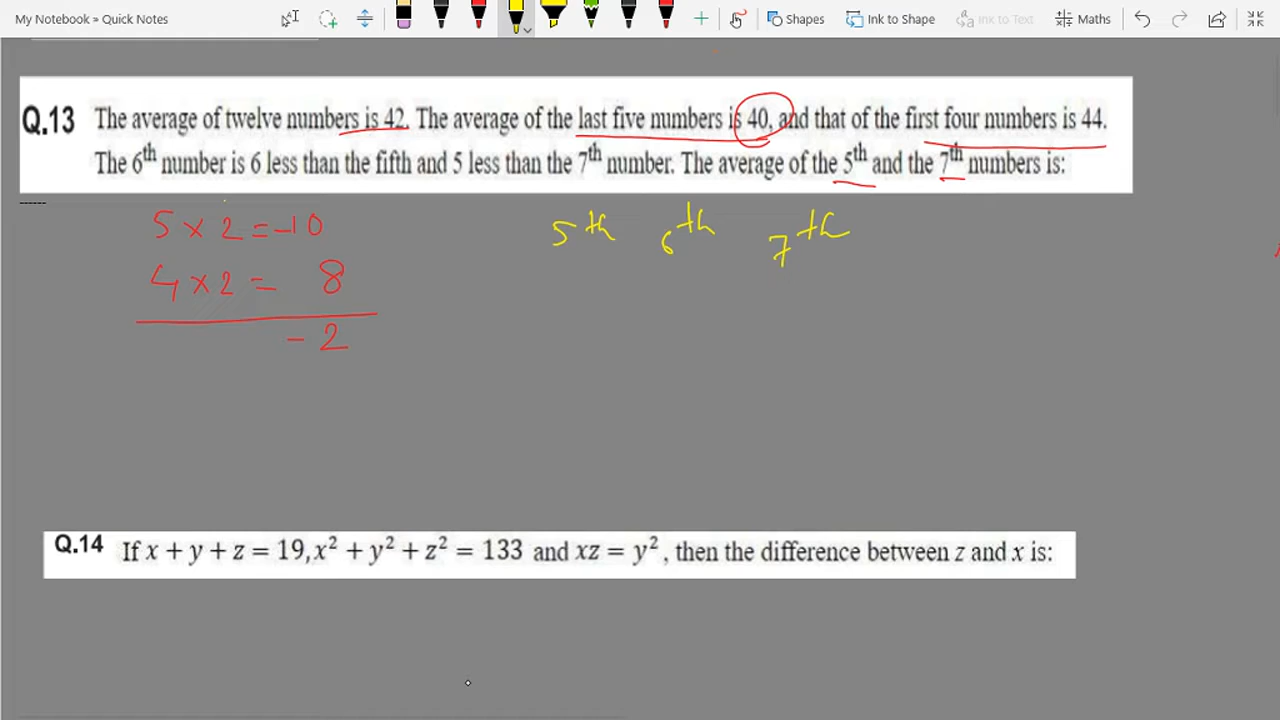 My Notebook » Quick Notes
Shapes Ink to Shape Ink to Text Maths
Q.13 The average of twelve numbers is 42. The average of the last five numbers is 40, and that of the first four numbers is 44.
The 6th number is 6 less than the fifth and 5 less than the 7th number. The average of the 5th and the 7th numbers is:
5 × 2 = -10
5th 6th 7th
4 × 2 = 8
- 2
Q.14 If x + y + z = 19, x² + y² + z² = 133 and xz = y², then the difference between z and x is: